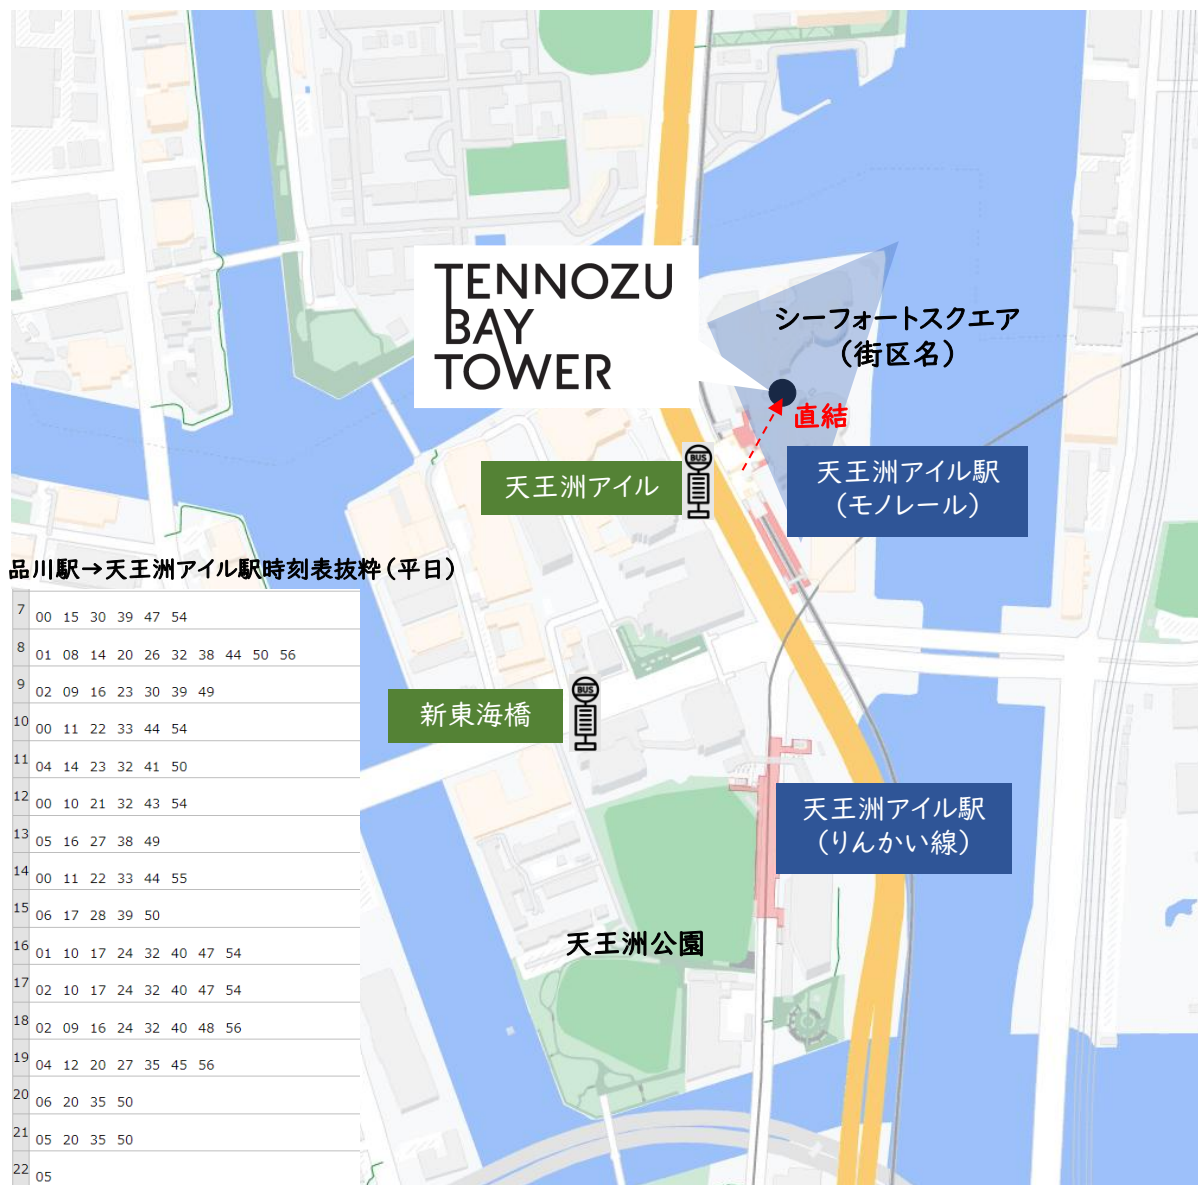 TENNOZU
BAY
TOWER
シーフォートスクエア
（街区名）
直結
天王洲アイル
BUS
天王洲アイル駅
（モノレール）
品川駅→天王洲アイル駅時刻表抜粋（平日）
7 00 15 30 39 47 54
8 01 08 14 20 26 32 38 44 50 56
9 02 09 16 23 30 39 49
10 00 11 22 33 44 54
11 04 14 23 32 41 50
12 00 10 21 32 43 54
13 05 16 27 38 49
14 00 11 22 33 44 55
15 06 17 28 39 50
16 01 10 17 24 32 40 47 54
17 02 10 17 24 32 40 47 54
18 02 09 16 24 32 40 48 56
19 04 12 20 27 35 45 56
20 06 20 35 50
21 05 20 35 50
22 05
新東海橋
BUS
天王洲アイル駅
（りんかい線）
天王洲公園